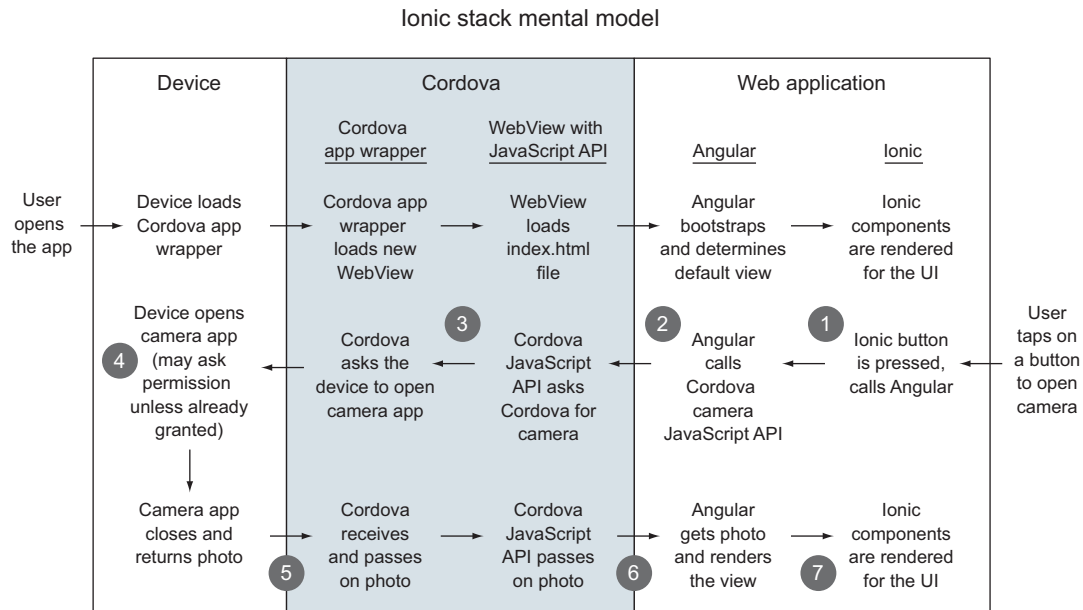 Ionic stack mental model
Device
Cordova
Web application
Cordova
app wrapper
WebView with
JavaScript API
Angular
Ionic
User
opens
the app
Device loads
Cordova app
wrapper
Cordova app
wrapper
loads new
WebView
WebView
loads
index.html
file
Angular
bootstraps
and determines
default view
Ionic
components
are rendered
for the UI
User
taps on
a button
to open
camera
1
Ionic button
is pressed,
calls Angular
2
Angular
calls
Cordova
camera
JavaScript API
3
Cordova
JavaScript
API asks
Cordova for
camera
Cordova
asks the
device to open
camera app
4
Device opens
camera app
(may ask
permission
unless already
granted)
Camera app
closes and
returns photo
5
Cordova
receives
and passes
on photo
Cordova
JavaScript
API passes
on photo
6
Angular
gets photo
and renders
the view
7
Ionic
components
are rendered
for the UI